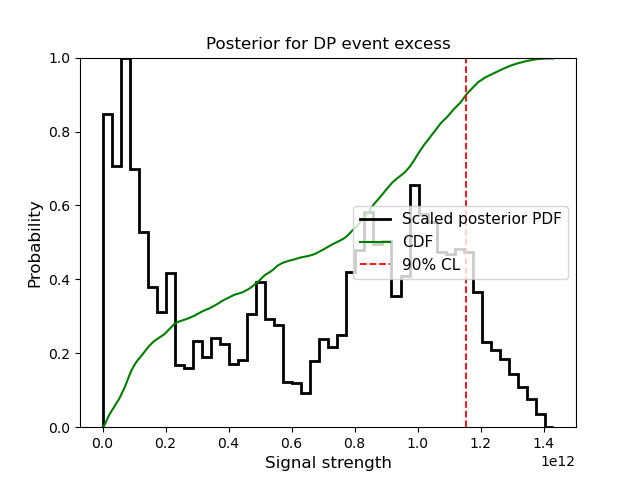 Posterior for DP event excess
Probability
1.0
0.8
0.6
0.4
0.2
0.0
Scaled posterior PDF
CDF
90% CL
0.0 0.2 0.4 0.6 0.8 1.0 1.2 1.4
1e12
Signal strength